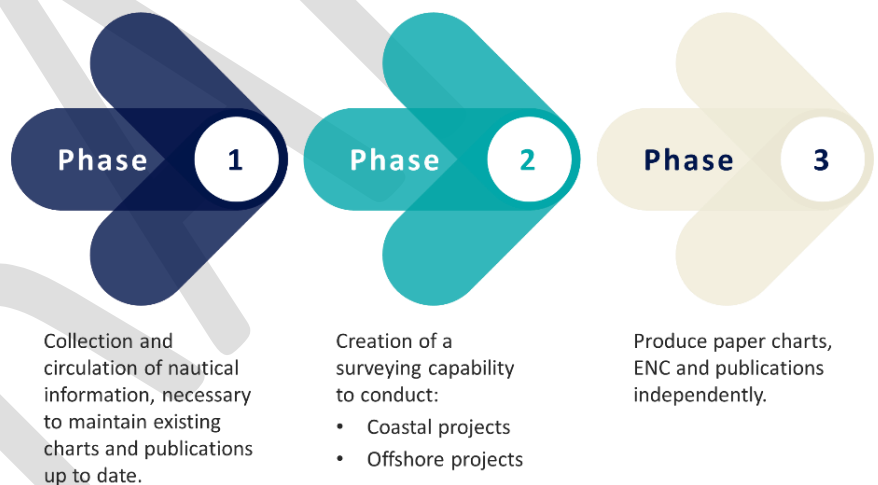 Phase 1
Phase 2
Phase 3
Collection and
circulation of nautical
information, necessary
to maintain existing
charts and publications
up to date.
Creation of a
surveying capability
to conduct:
• Coastal projects
• Offshore projects
Produce paper charts,
ENC and publications
independently.